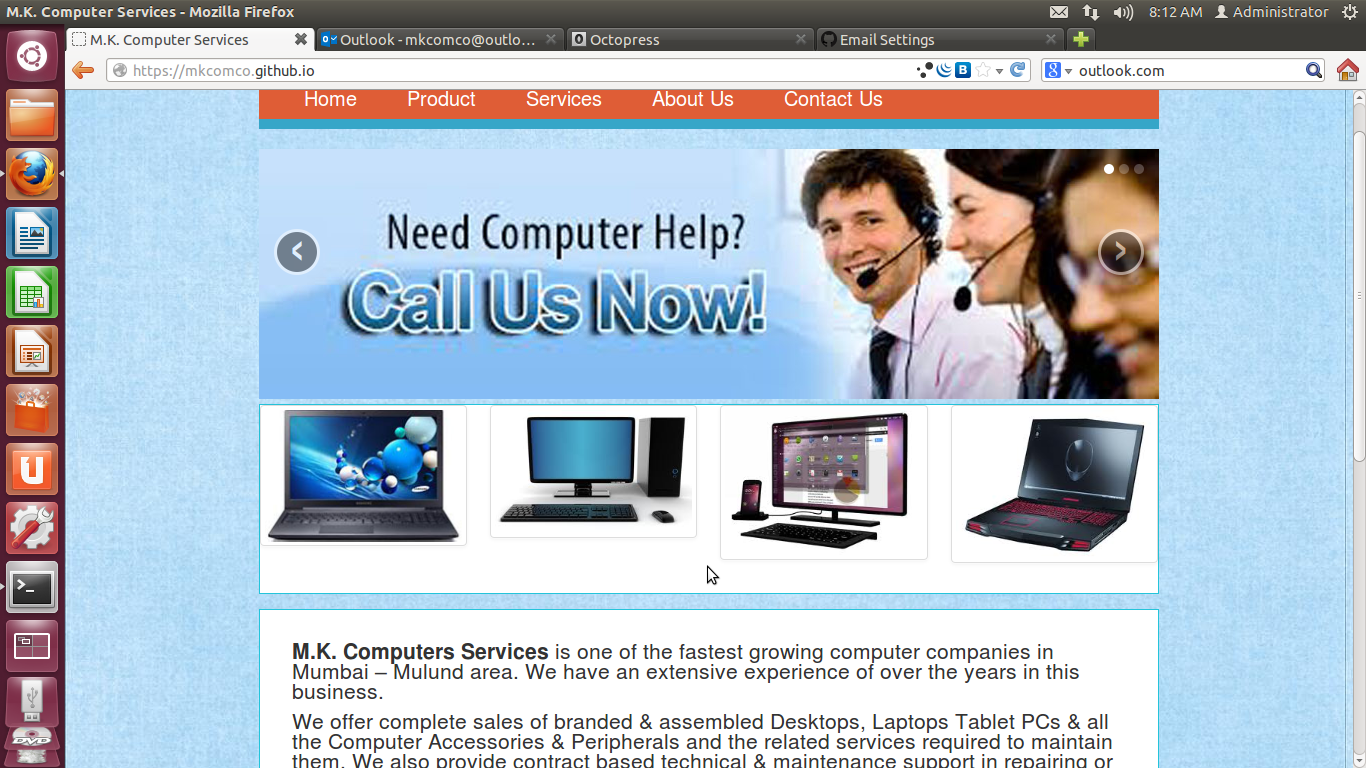 M.K. Computer Services - Mozilla Firefox
8:12 AM
Administrator
M.K. Computer Services
Outlook - mkcomco@outlo...
Octopress
Email Settings
https://mkcomco.github.io
outlook.com
Home
Product
Services
About Us
Contact Us
Need Computer Help?
Call Us Now!
M.K. Computers Services is one of the fastest growing computer companies in
Mumbai – Mulund area. We have an extensive experience of over the years in this
business.
We offer complete sales of branded & assembled Desktops, Laptops Tablet PCs & all
the Computer Accessories & Peripherals and the related services required to maintain
them. We also provide contract based technical & maintenance support in repairing or